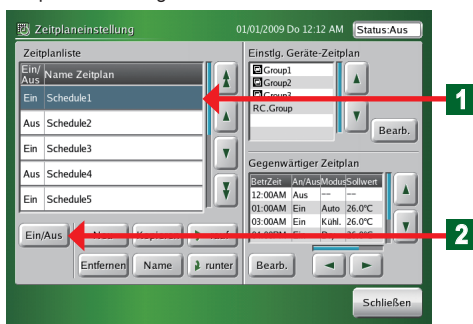 Zeitplaneinstellung 01/01/2009 Do 12:12 AM Status:Aus
Zeitplanliste
Ein/Aus Name Zeitplan
Ein Schedule1
Aus Schedule2
Ein Schedule3
Aus Schedule4
Ein Schedule5
Ein/Aus
Entfernen Name runter
Einstlg. Geräte-Zeitplan
Group1
Group2
RC.Group
Bearb.
1
Gegenwärtiger Zeitplan
BetrZeit An/Aus Modus Sollwert
12:00AM Aus -- --
01:00AM Ein Auto 26.0°C
03:00AM Ein Kühl. 26.0°C
2
Bearb.
Schließen